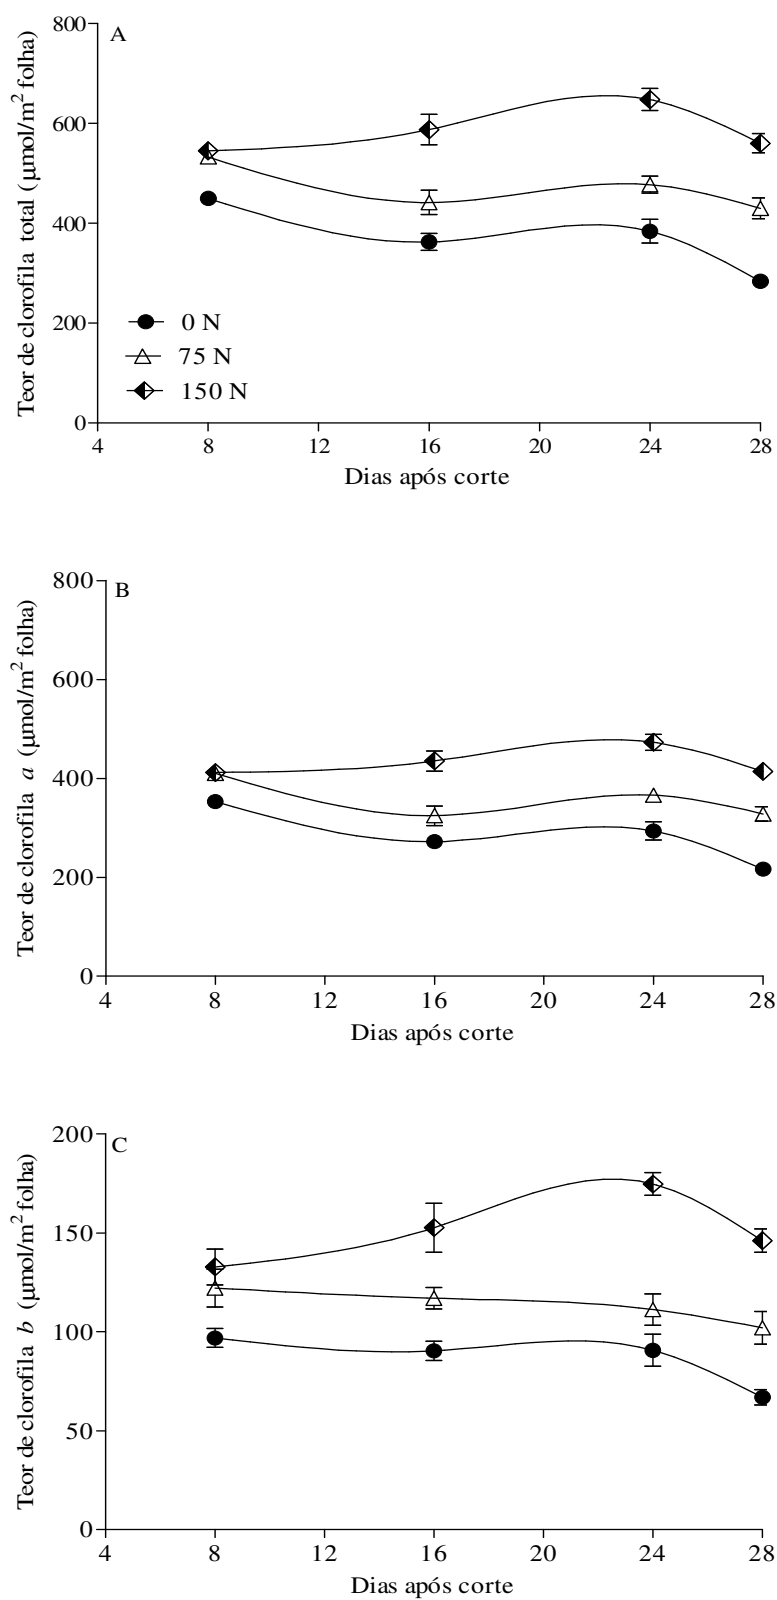 A
Teor de clorofila total (µmol/m² folha)
800
600
400
200
0
0 N
75 N
150 N
4 8 12 16 20 24 28
Dias após corte
B
Teor de clorofila a (µmol/m² folha)
800
600
400
200
0
4 8 12 16 20 24 28
Dias após corte
C
Teor de clorofila b (µmol/m² folha)
200
150
100
50
0
4 8 12 16 20 24 28
Dias após corte